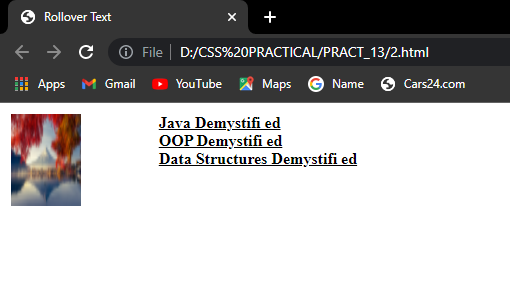 Rollover Text
File
D:/CSS%20PRACTICAL/PRACT_13/2.html
Apps Gmail YouTube Maps Name Cars24.com
Java Demystifi ed
OOP Demystifi ed
Data Structures Demystifi ed